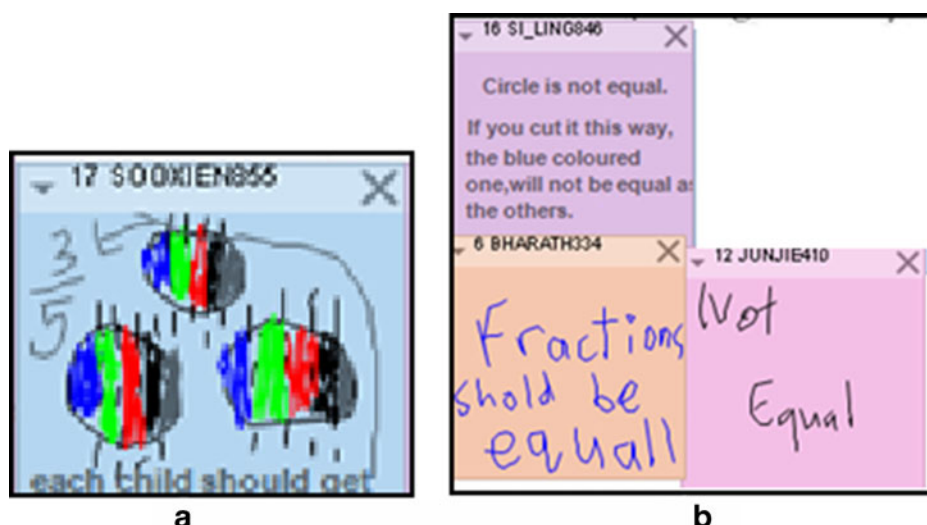 17 SOOXIEN855
3
5
each child should get
a
16 SI_LING846
Circle is not equal.
If you cut it this way,
the blue coloured
one,will not be equal as
the others.
6 BHARATH334
Fractions
shold be
equall
12 JUNJIE410
Not
Equal
b